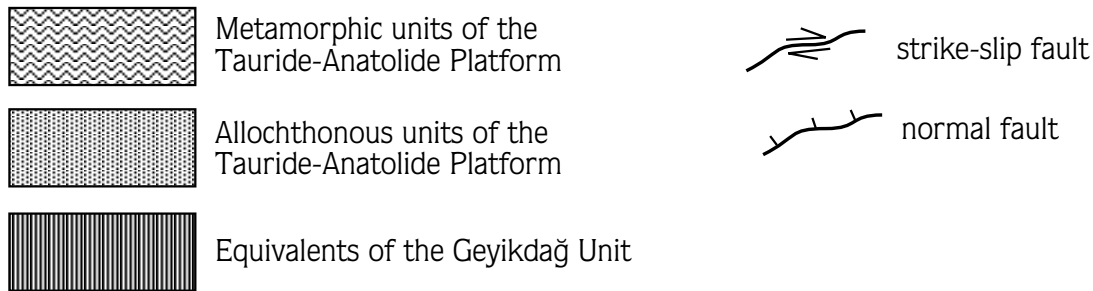 Metamorphic units of the
Tauride-Anatolide Platform
Allochthonous units of the
Tauride-Anatolide Platform
Equivalents of the Geyikdağ Unit
strike-slip fault
normal fault